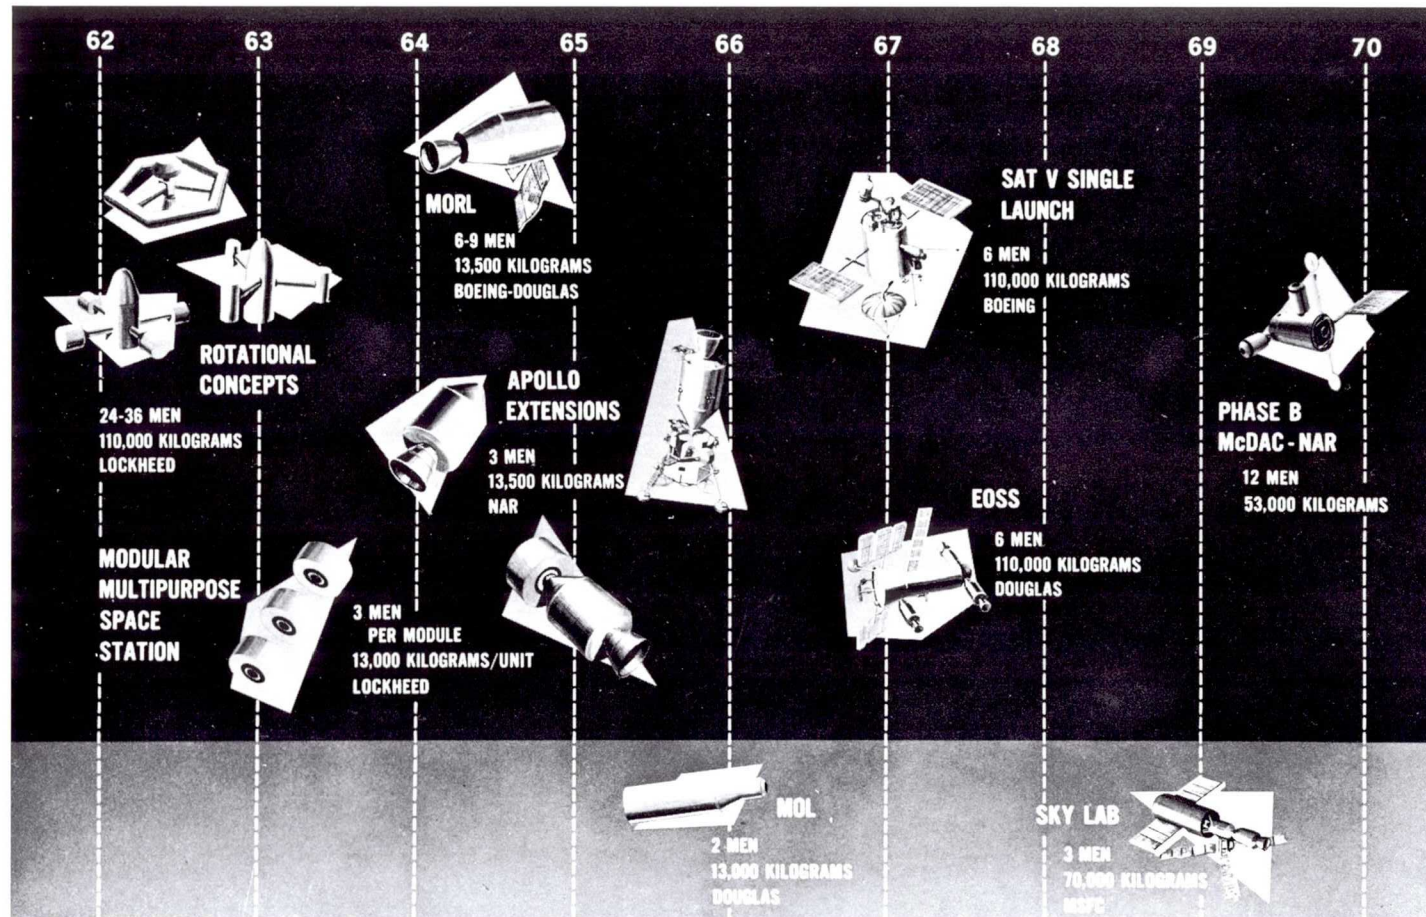 62 63 64 65 66 67 68 69 70
MORL
6-9 MEN
13,500 KILOGRAMS
BOEING-DOUGLAS
SAT V SINGLE
LAUNCH
6 MEN
110,000 KILOGRAMS
BOEING
ROTATIONAL
CONCEPTS
24-36 MEN
110,000 KILOGRAMS
LOCKHEED
APOLLO
EXTENSIONS
3 MEN
13,500 KILOGRAMS
NAR
PHASE B
McDAC-NAR
12 MEN
53,000 KILOGRAMS
EOSS
6 MEN
110,000 KILOGRAMS
DOUGLAS
MODULAR
MULTIPURPOSE
SPACE
STATION
3 MEN
PER MODULE
13,000 KILOGRAMS/UNIT
LOCKHEED
MOL
2 MEN
13,000 KILOGRAMS
DOUGLAS
SKY LAB
3 MEN
70,000 KILOGRAMS
MSFC